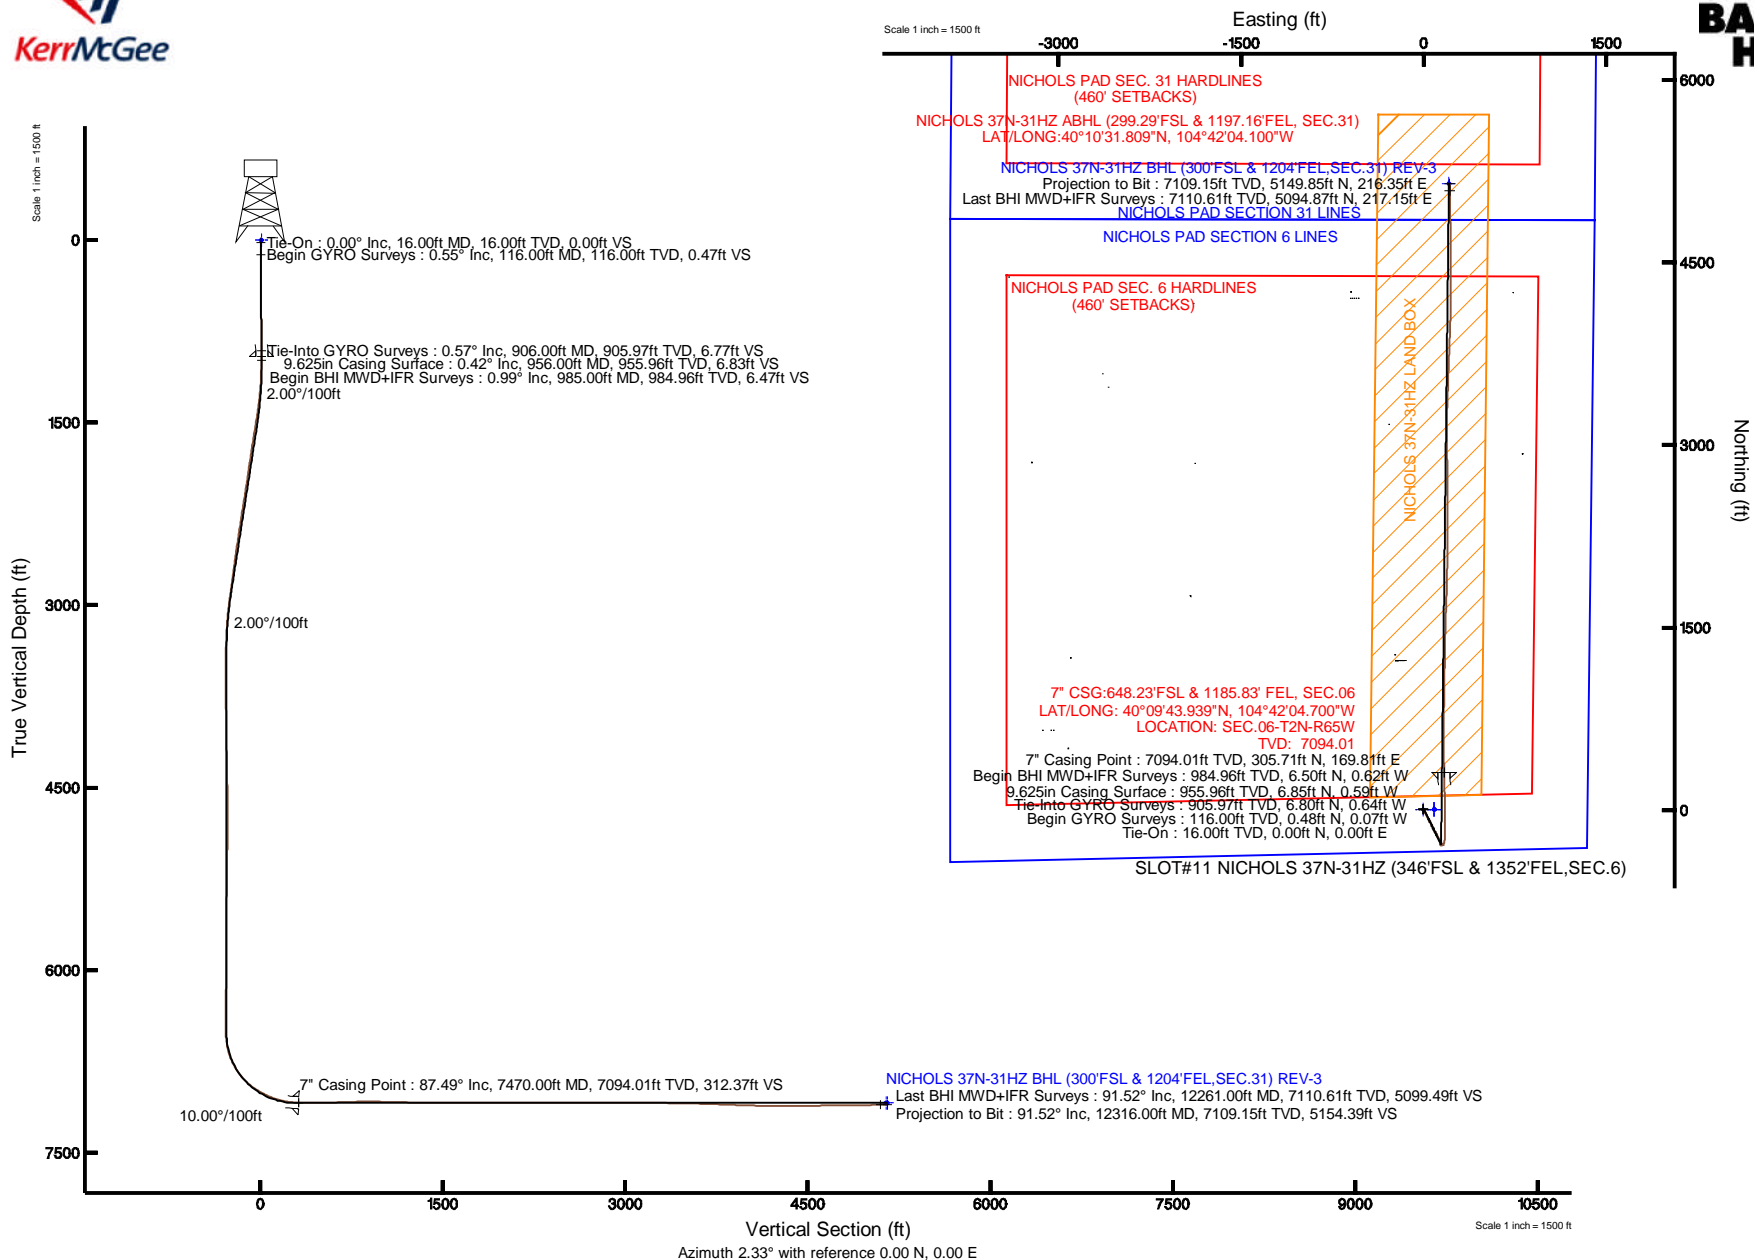 KerrMcGee
BA
H
Scale 1 inch = 1500 ft
Easting (ft)
-3000
-1500
0
1500
6000
4500
3000
1500
0
Northing (ft)
NICHOLS PAD SEC. 31 HARDLINES
(460' SETBACKS)
NICHOLS 37N-31HZ ABHL (299.29'FSL & 1197.16'FEL, SEC.31)
LAT/LONG:40°10'31.809"N, 104°42'04.100"W
NICHOLS 37N-31HZ BHL (300'FSL & 1204'FEL,SEC.31) REV-3
Projection to Bit : 7109.15ft TVD, 5149.85ft N, 216.35ft E
Last BHI MWD+IFR Surveys : 7110.61ft TVD, 5094.87ft N, 217.15ft E
NICHOLS PAD SECTION 31 LINES
NICHOLS PAD SECTION 6 LINES
NICHOLS PAD SEC. 6 HARDLINES
(460' SETBACKS)
NICHOLS 37N-31HZ LAND BOX
7" CSG:648.23'FSL & 1185.83' FEL, SEC.06
LAT/LONG: 40°09'43.939"N, 104°42'04.700"W
LOCATION: SEC.06-T2N-R65W
TVD: 7094.01
7" Casing Point : 7094.01ft TVD, 305.71ft N, 169.81ft E
Begin BHI MWD+IFR Surveys : 984.96ft TVD, 6.50ft N, 0.62ft W
9.625in Casing Surface : 955.96ft TVD, 6.85ft N, 0.59ft W
Tie-Into GYRO Surveys : 905.97ft TVD, 6.80ft N, 0.64ft W
Begin GYRO Surveys : 116.00ft TVD, 0.48ft N, 0.07ft W
Tie-On : 16.00ft TVD, 0.00ft N, 0.00ft E
SLOT#11 NICHOLS 37N-31HZ (346'FSL & 1352'FEL,SEC.6)
Scale 1 inch = 1500 ft
True Vertical Depth (ft)
0
1500
3000
4500
6000
7500
Tie-On : 0.00° Inc, 16.00ft MD, 16.00ft TVD, 0.00ft VS
Begin GYRO Surveys : 0.55° Inc, 116.00ft MD, 116.00ft TVD, 0.47ft VS
Tie-Into GYRO Surveys : 0.57° Inc, 906.00ft MD, 905.97ft TVD, 6.77ft VS
9.625in Casing Surface : 0.42° Inc, 956.00ft MD, 955.96ft TVD, 6.83ft VS
Begin BHI MWD+IFR Surveys : 0.99° Inc, 985.00ft MD, 984.96ft TVD, 6.47ft VS
2.00°/100ft
2.00°/100ft
7" Casing Point : 87.49° Inc, 7470.00ft MD, 7094.01ft TVD, 312.37ft VS
10.00°/100ft
NICHOLS 37N-31HZ BHL (300'FSL & 1204'FEL,SEC.31) REV-3
Last BHI MWD+IFR Surveys : 91.52° Inc, 12261.00ft MD, 7110.61ft TVD, 5099.49ft VS
Projection to Bit : 91.52° Inc, 12316.00ft MD, 7109.15ft TVD, 5154.39ft VS
0
1500
3000
4500
6000
7500
9000
10500
Vertical Section (ft)
Scale 1 inch = 1500 ft
Azimuth 2.33° with reference 0.00 N, 0.00 E